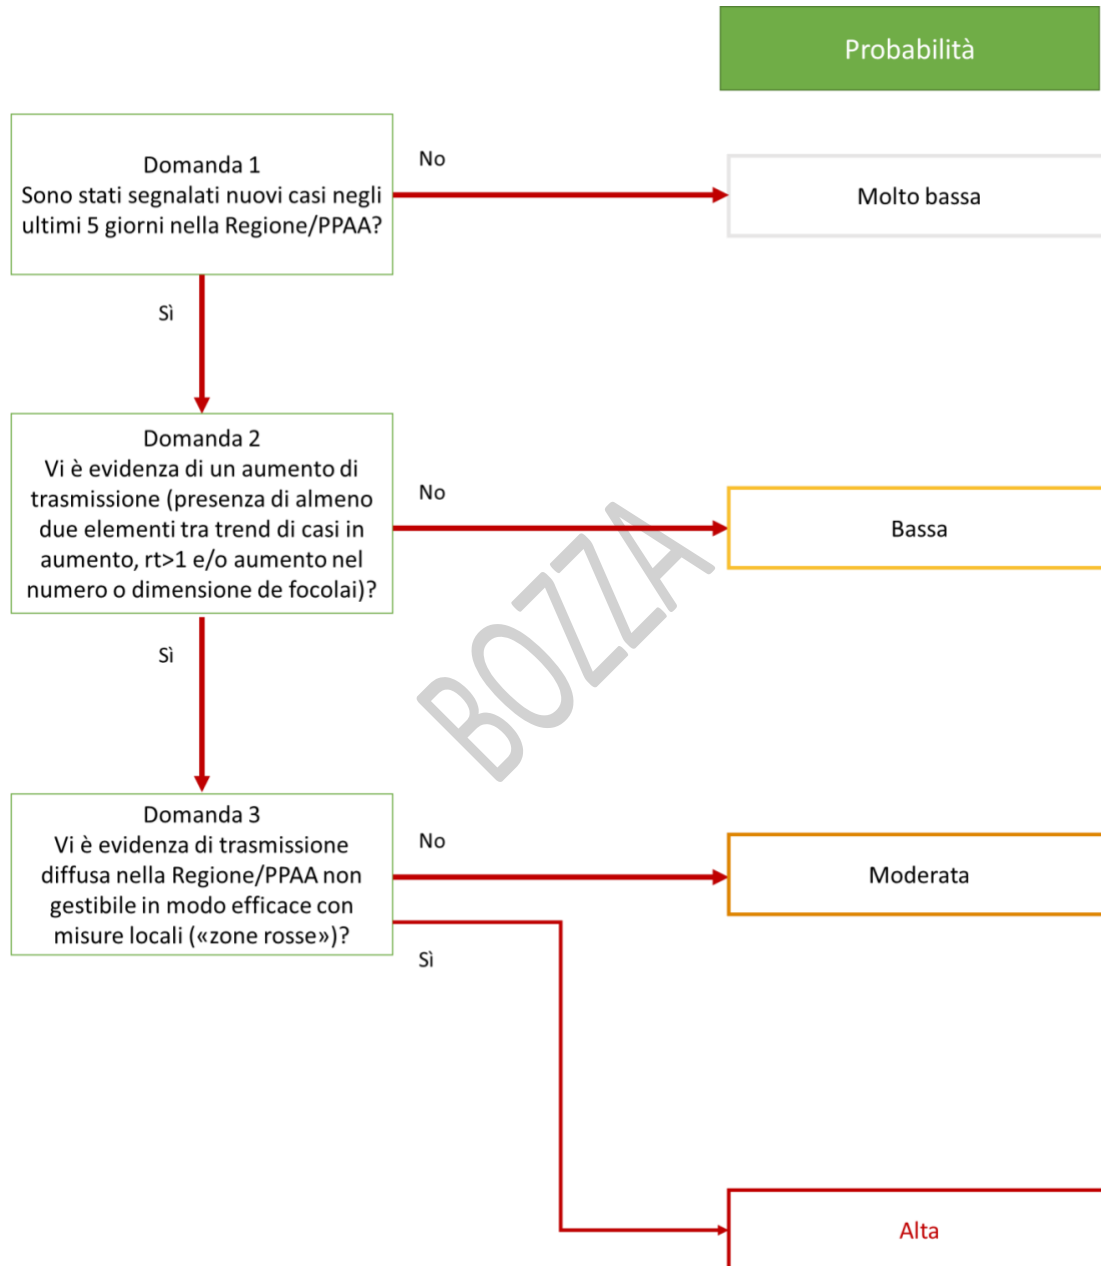 Probabilità
Domanda 1
Sono stati segnalati nuovi casi negli
ultimi 5 giorni nella Regione/PPAA?
No
Molto bassa
Sì
Domanda 2
Vi è evidenza di un aumento di
trasmissione (presenza di almeno
due elementi tra trend di casi in
aumento, rt>1 e/o aumento nel
numero o dimensione de focolai)?
No
Bassa
BOZZA
Sì
Domanda 3
Vi è evidenza di trasmissione
diffusa nella Regione/PPAA non
gestibile in modo efficace con
misure locali («zone rosse»)?
No
Moderata
Sì
Alta